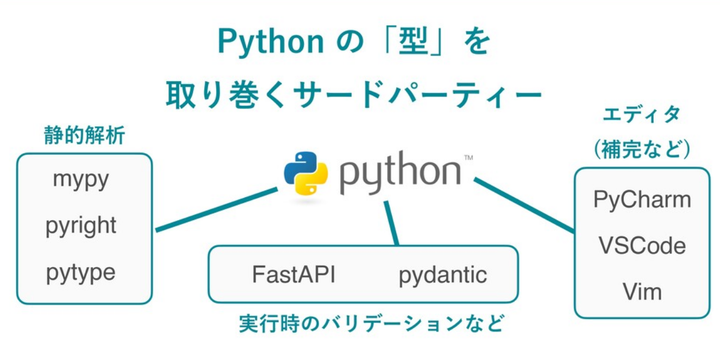 Python の「型」を
取り巻くサードパーティー
静的解析
mypy
pyright
pytype
python™
エディタ
（補完など）
PyCharm
VSCode
Vim
FastAPI pydantic
実行時のバリデーションなど